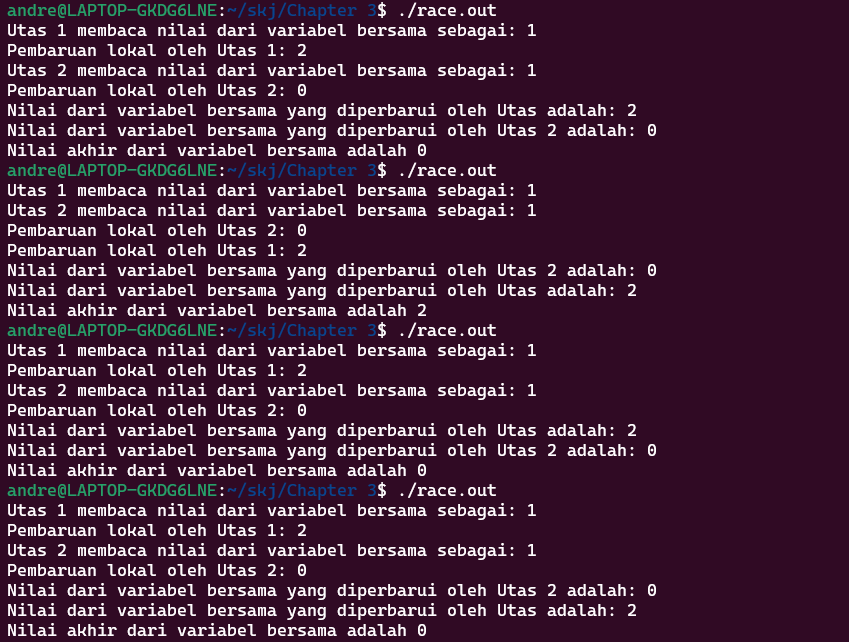 andre@LAPTOP-GKDG6LNE:~/skj/Chapter 3$ ./race.out
Utas 1 membaca nilai dari variabel bersama sebagai: 1
Pembaruan lokal oleh Utas 1: 2
Utas 2 membaca nilai dari variabel bersama sebagai: 1
Pembaruan lokal oleh Utas 2: 0
Nilai dari variabel bersama yang diperbarui oleh Utas adalah: 2
Nilai dari variabel bersama yang diperbarui oleh Utas 2 adalah: 0
Nilai akhir dari variabel bersama adalah 0
andre@LAPTOP-GKDG6LNE:~/skj/Chapter 3$ ./race.out
Utas 1 membaca nilai dari variabel bersama sebagai: 1
Utas 2 membaca nilai dari variabel bersama sebagai: 1
Pembaruan lokal oleh Utas 2: 0
Pembaruan lokal oleh Utas 1: 2
Nilai dari variabel bersama yang diperbarui oleh Utas 2 adalah: 0
Nilai dari variabel bersama yang diperbarui oleh Utas adalah: 2
Nilai akhir dari variabel bersama adalah 2
andre@LAPTOP-GKDG6LNE:~/skj/Chapter 3$ ./race.out
Utas 1 membaca nilai dari variabel bersama sebagai: 1
Pembaruan lokal oleh Utas 1: 2
Utas 2 membaca nilai dari variabel bersama sebagai: 1
Pembaruan lokal oleh Utas 2: 0
Nilai dari variabel bersama yang diperbarui oleh Utas adalah: 2
Nilai dari variabel bersama yang diperbarui oleh Utas 2 adalah: 0
Nilai akhir dari variabel bersama adalah 0
andre@LAPTOP-GKDG6LNE:~/skj/Chapter 3$ ./race.out
Utas 1 membaca nilai dari variabel bersama sebagai: 1
Pembaruan lokal oleh Utas 1: 2
Utas 2 membaca nilai dari variabel bersama sebagai: 1
Pembaruan lokal oleh Utas 2: 0
Nilai dari variabel bersama yang diperbarui oleh Utas 2 adalah: 0
Nilai dari variabel bersama yang diperbarui oleh Utas adalah: 2
Nilai akhir dari variabel bersama adalah 0